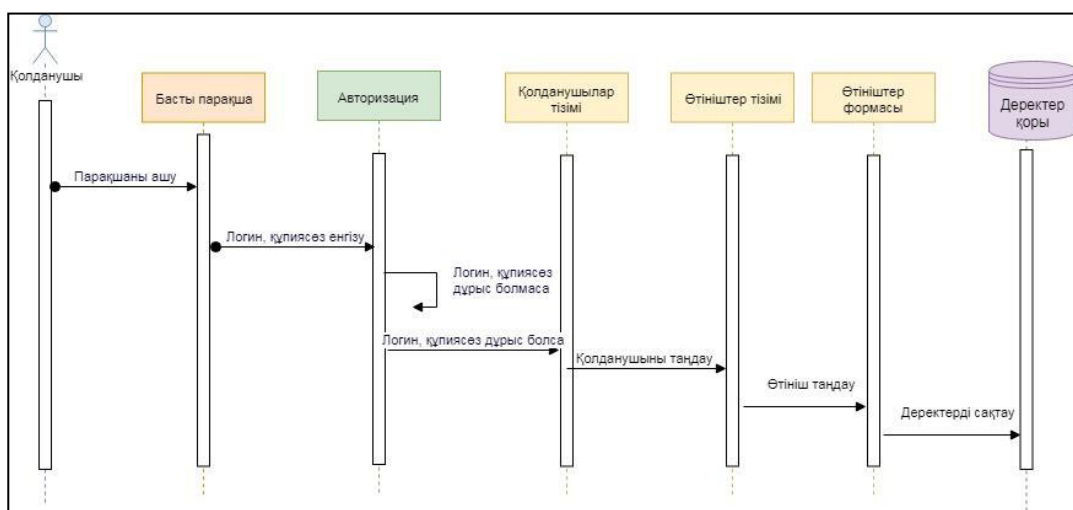 Қолданушы
Басты парақша
Авторизация
Қолданушылар
тізімі
Өтініштер тізімі
Өтініштер
формасы
Деректер
қоры
Парақшаны ашу
Логин, құпиясөз енгізу
Логин, құпиясөз
дұрыс болмаса
Логин, құпиясөз дұрыс болса
Қолданушыны таңдау
Өтініш таңдау
Деректерді сақтау